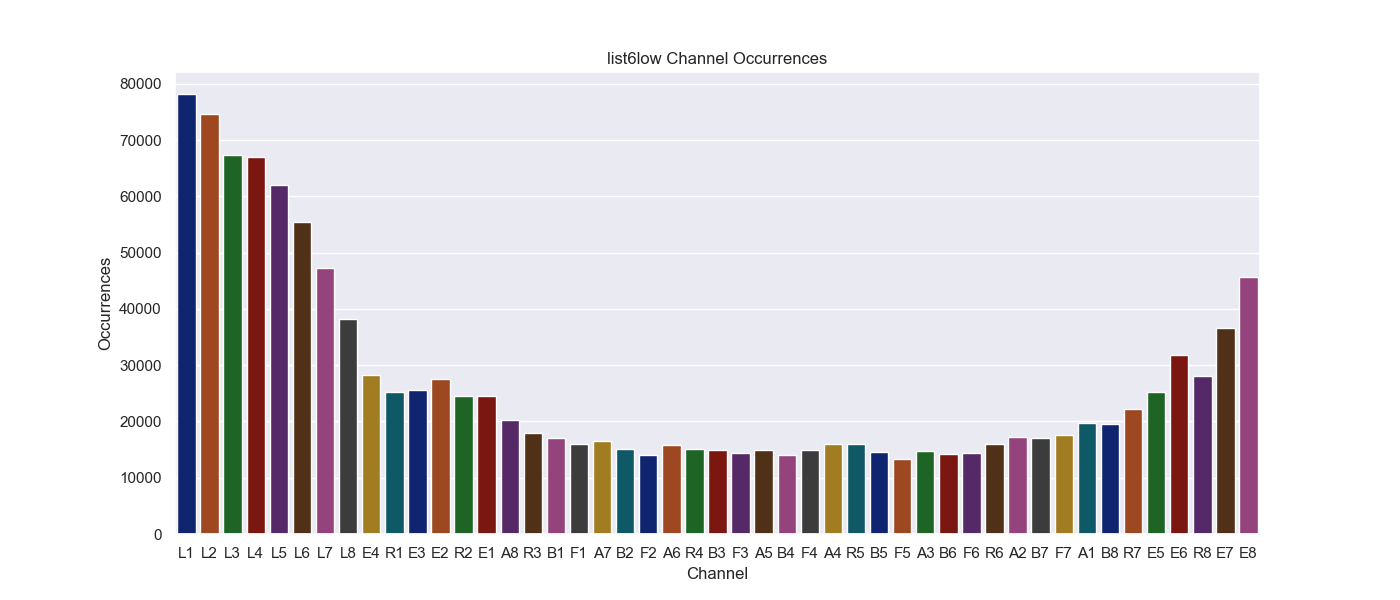 list6low Channel Occurrences
80000
70000
60000
50000
40000
30000
20000
10000
0
Occurrences
L1 L2 L3 L4 L5 L6 L7 L8 E4 R1 E3 E2 R2 E1 A8 R3 B1 F1 A7 B2 F2 A6 R4 B3 F3 A5 B4 F4 A4 R5 B5 F5 A3 B6 F6 R6 A2 B7 F7 A1 B8 R7 E5 E6 R8 E7 E8
Channel